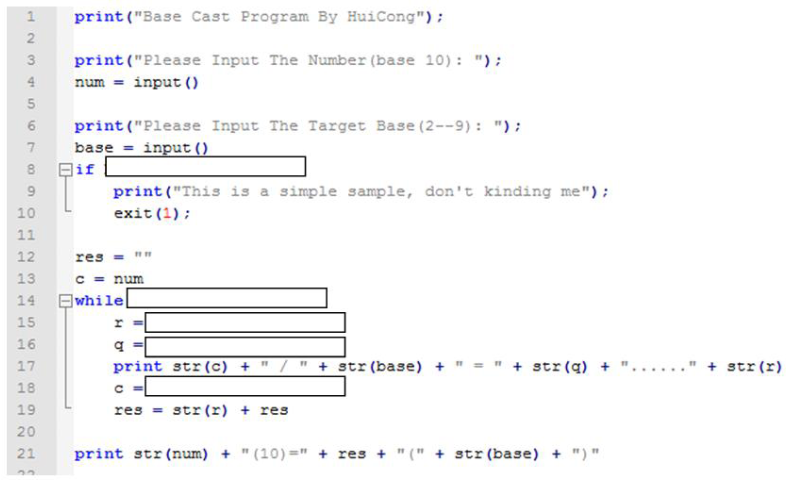 1 print("Base Cast Program By HuiCong");
2
3 print("Please Input The Number(base 10): ");
4 num = input()
5
6 print("Please Input The Target Base(2--9): ");
7 base = input()
8 if
9 print("This is a simple sample, don't kinding me");
10 exit(1);
11
12 res = ""
13 c = num
14 while
15 r =
16 q =
17 print str(c) + " / " + str(base) + " = " + str(q) + "......" + str(r)
18 c =
19 res = str(r) + res
20
21 print str(num) + "(10)=" + res + "(" + str(base) + ")"